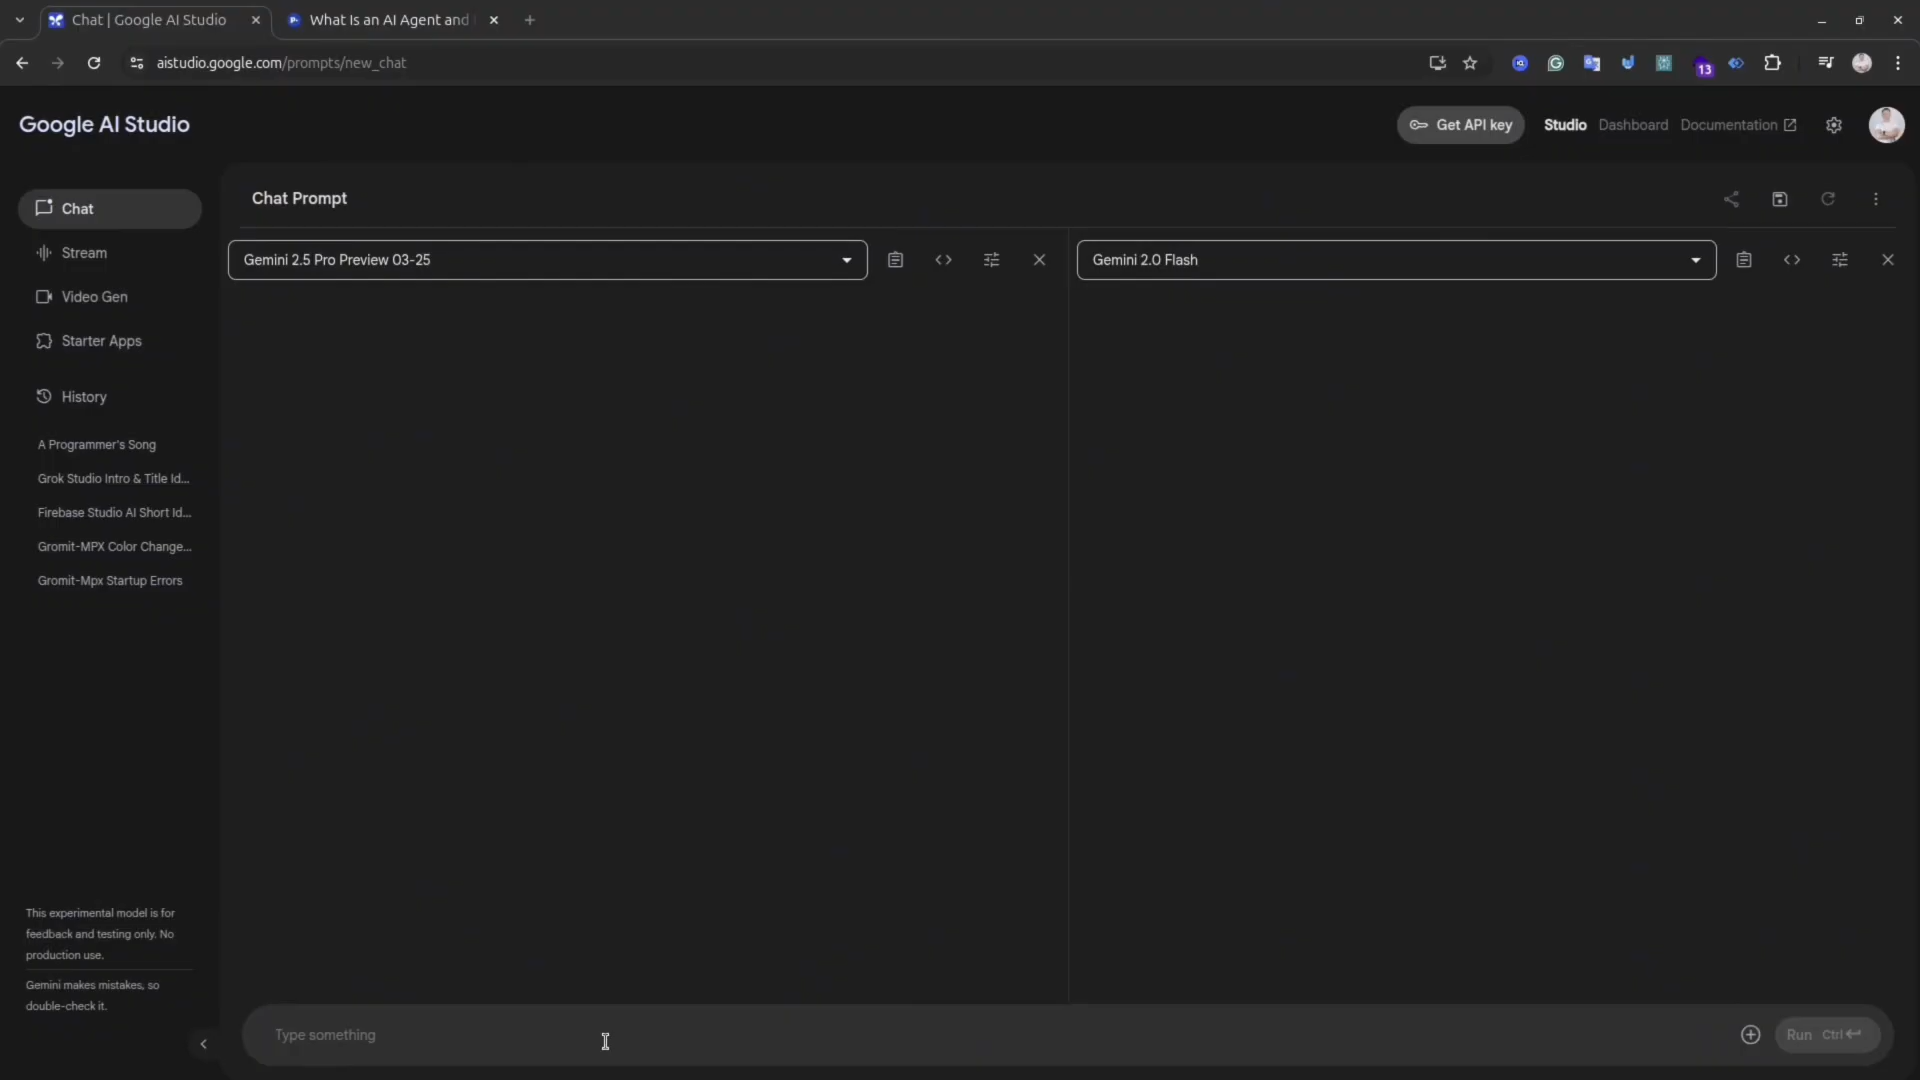 Chat | Google AI Studio
What Is an AI Agent and
aistudio.google.com/prompts/new_chat
13
Google AI Studio
Get API key
Studio
Dashboard
Documentation
Chat
Stream
Video Gen
Starter Apps
History
A Programmer's Song
Grok Studio Intro & Title Id...
Firebase Studio AI Short Id...
Gromit-MPX Color Change...
Gromit-Mpx Startup Errors
This experimental model is for
feedback and testing only. No
production use.
Gemini makes mistakes, so
double-check it.
Chat Prompt
Gemini 2.5 Pro Preview 03-25
Gemini 2.0 Flash
Type something
Run Ctrl